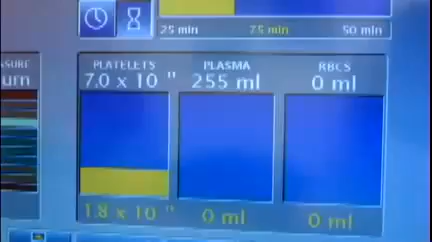 25 min 75 min 50 min
PLATELETS PLASMA RBCS
7.0 x 10 " 255 ml 0 ml
1.8 x 10 " 0 ml 0 ml